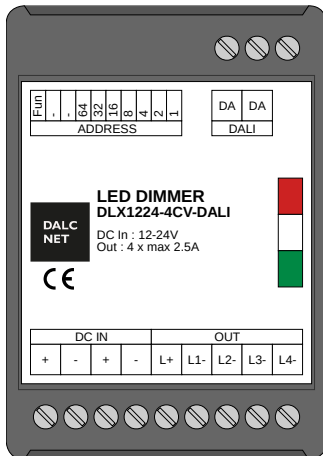 Fun - - 64 32 16 8 4 2 1
ADDRESS
DA DA
DALI
LED DIMMER
DLX1224-4CV-DALI
DC In : 12-24V
Out : 4 x max 2.5A
DALC
NET
CE
DC IN OUT
+ - + - L+ L1- L2- L3- L4-